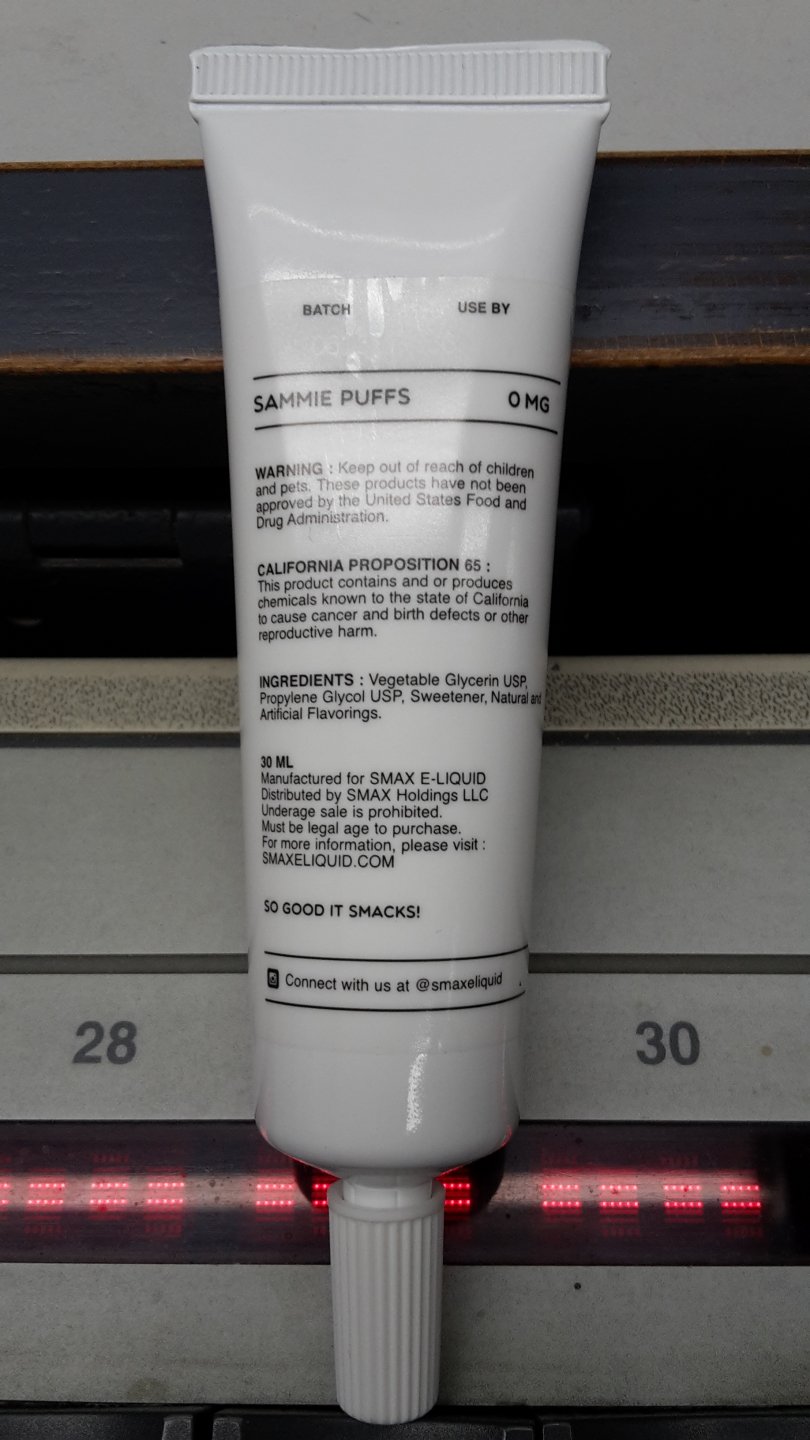 BATCH USE BY
SAMMIE PUFFS 0 MG
WARNING : Keep out of reach of children
and pets. These products have not been
approved by the United States Food and
Drug Administration.
CALIFORNIA PROPOSITION 65 :
This product contains and or produces
chemicals known to the state of California
to cause cancer and birth defects or other
reproductive harm.
INGREDIENTS : Vegetable Glycerin USP,
Propylene Glycol USP, Sweetener, Natural and
Artificial Flavorings.
30 ML
Manufactured for SMAX E-LIQUID
Distributed by SMAX Holdings LLC
Underage sale is prohibited.
Must be legal age to purchase.
For more information, please visit :
SMAXELIQUID.COM
SO GOOD IT SMACKS!
Connect with us at @smaxeliquid
28 30